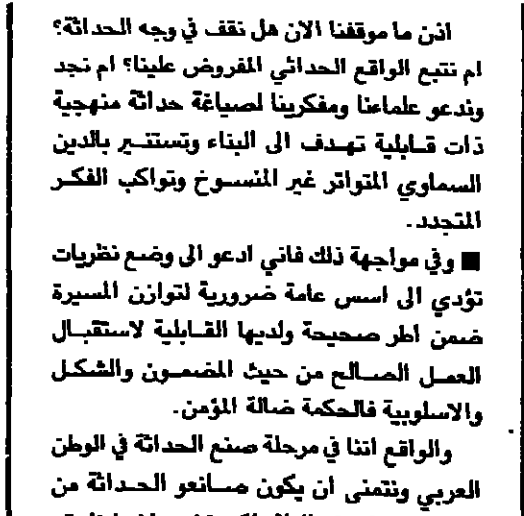 اذن ما موقفنا الان هل نقف في وجه الحداثة؟
ام نتبع الواقع الحداثي المفروض علينا؟ ام نجد
وندعو علماءنا ومفكرينا لصياغة حداثة منهجية
ذات قابلية تهدف الى البناء وتستنير بالدين
السماوي المتواتر غير المنسوخ وتواكب الفكر
المتجدد.
■ وفي مواجهة ذلك فاني ادعو الى وضع نظريات
تؤدي الى اسس عامة ضرورية لتوازن المسيرة
ضمن أطر صحيحة ولديها القابلية لاستقبال
العمل الصالح من حيث المضمون والشكل
والاسلوبية فالحكمة ضالة المؤمن.
والواقع اننا في مرحلة صنع الحداثة في الوطن
العربي ونتمنى ان يكون صانعو الحداثة من